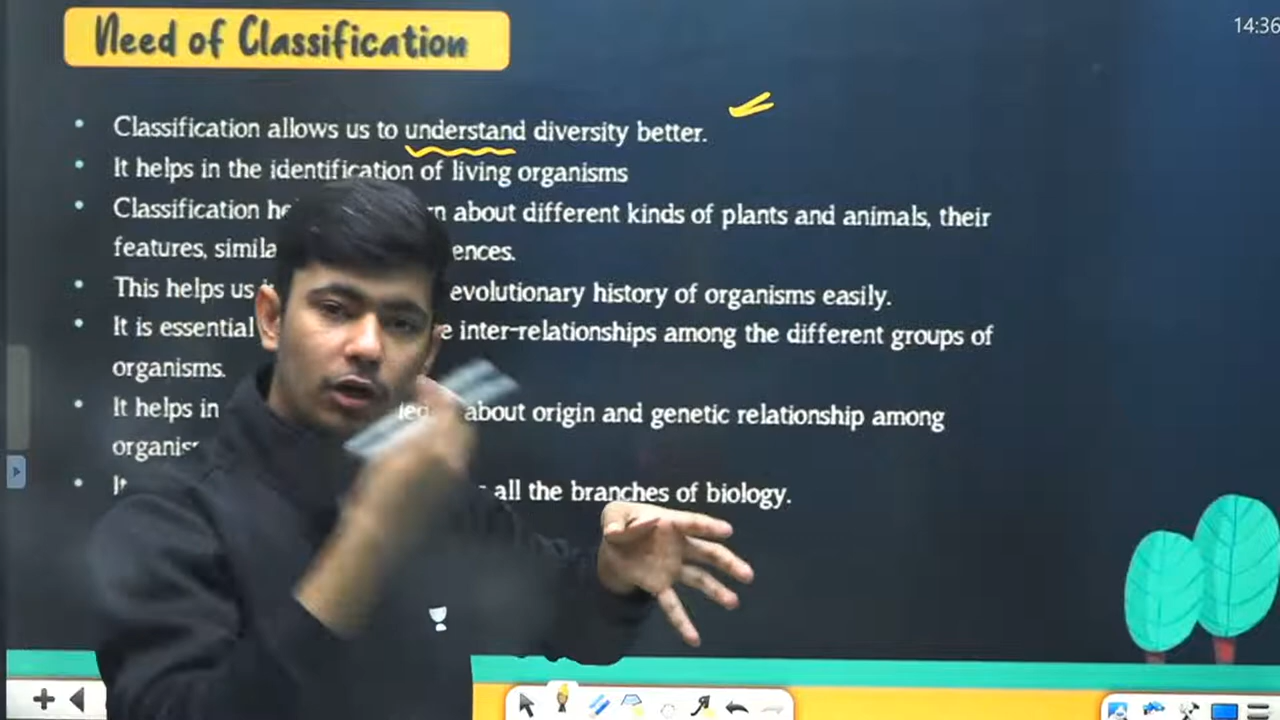 Need of Classification
14:36
• Classification allows us to understand diversity better.
• It helps in the identification of living organisms
• Classification about different kinds of plants and animals, their
features, ences.
• This helps us evolutionary history of organisms easily.
• It is essential inter-relationships among the different groups of
organisms.
• It helps in about origin and genetic relationship among
• It all the branches of biology.